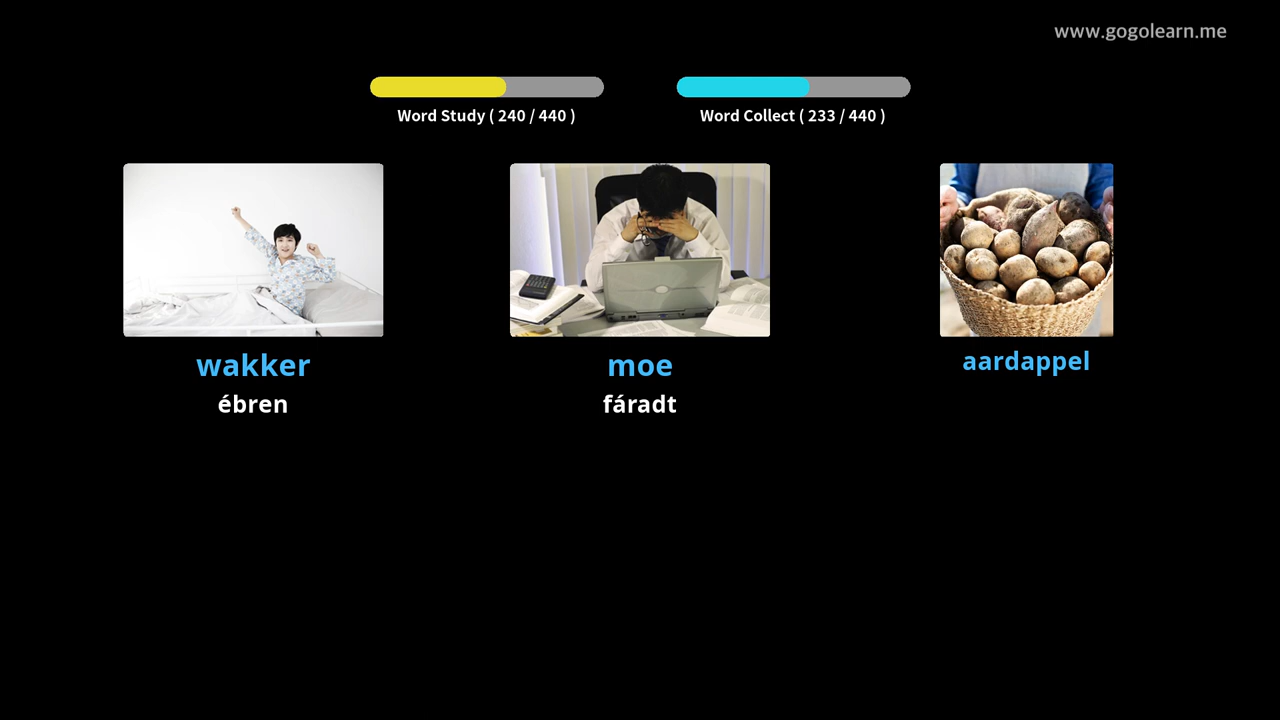 www.gogolearn.me
Word Study ( 240 / 440 )
Word Collect ( 233 / 440 )
wakker
ébren
moe
fáradt
aardappel